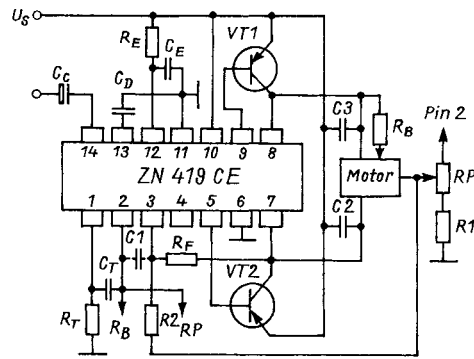 U_S
R_E
C_E
VT1
C_C
C_D
C3
R_B
Pin 2
14 13 12 11 10 9 8
ZN 419 CE
Motor
RP
1 2 3 4 5 6 7
C2
R1
C1
R_F
C_T
VT2
R_T
R_B
R2
RP